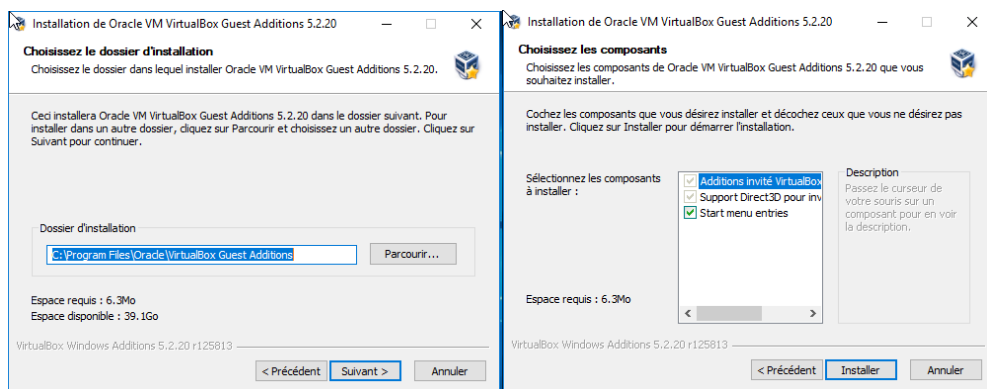 Installation de Oracle VM VirtualBox Guest Additions 5.2.20
Choisissez le dossier d'installation
Choisissez le dossier dans lequel installer Oracle VM VirtualBox Guest Additions 5.2.20.
Ceci installera Oracle VM VirtualBox Guest Additions 5.2.20 dans le dossier suivant. Pour
installer dans un autre dossier, cliquez sur Parcourir et choisissez un autre dossier. Cliquez sur
Suivant pour continuer.
Dossier d'installation
C:\Program Files\Oracle\VirtualBox Guest Additions
Parcourir...
Espace requis : 6.3Mo
Espace disponible : 39.1Go
VirtualBox Windows Additions 5.2.20 r125813
< Précédent
Suivant >
Annuler
Installation de Oracle VM VirtualBox Guest Additions 5.2.20
Choisissez les composants
Choisissez les composants de Oracle VM VirtualBox Guest Additions 5.2.20 que vous
souhaitez installer.
Cochez les composants que vous désirez installer et décochez ceux que vous ne désirez pas
installer. Cliquez sur Installer pour démarrer l'installation.
Sélectionnez les composants
à installer :
Additions invité VirtualBox
Support Direct3D pour inv
Start menu entries
Description
Passez le curseur de
votre souris sur un
composant pour en voir
la description.
Espace requis : 6.3Mo
VirtualBox Windows Additions 5.2.20 r125813
< Précédent
Installer
Annuler